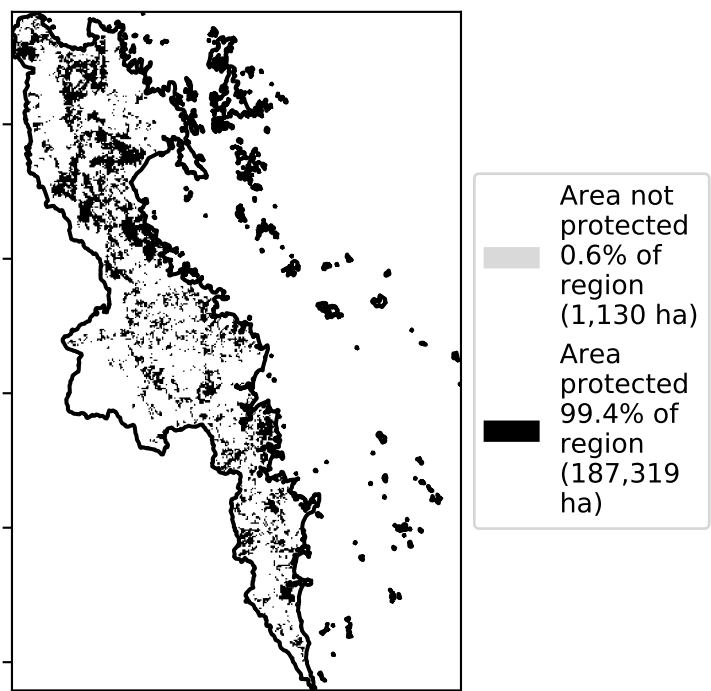 Area not
protected
0.6% of
region
(1,130 ha)
Area
protected
99.4% of
region
(187,319
ha)